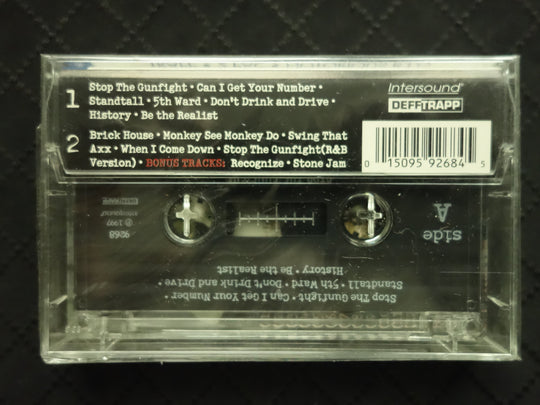 1 Stop The Gunfight • Can I Get Your Number •
Standtall • 5th Ward • Don't Drink and Drive •
History • Be the Realist
2 Brick House • Monkey See Monkey Do • Swing That
Axx • When I Come Down • Stop The Gunfight(R&B
Version) • BONUS TRACKS: Recognize • Stone Jam
Intersound®
DEFFTRAPP
0 15095 92684 5
side
A
9268
Intersound®
℗ 1997
Stop The Gunfight • Can I Get Your Number •
Standtall • 5th Ward • Don't Drink and Drive •
History • Be the Realist